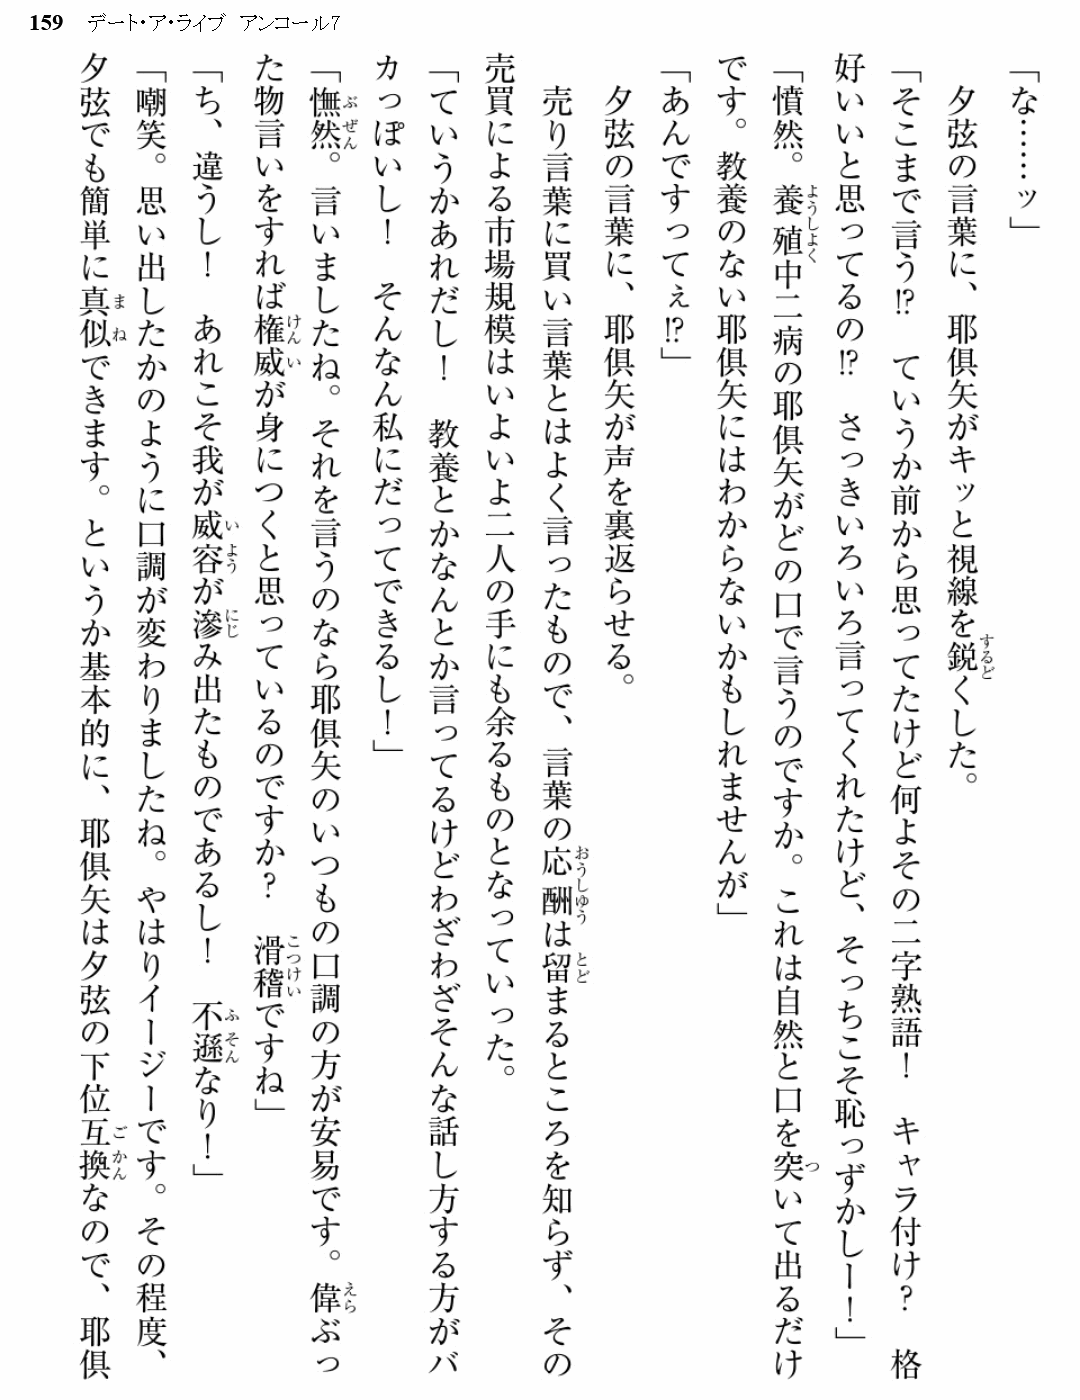 159 デート・ア・ライブ アンコール7
「な……ッ」
　夕弦の言葉に、耶倶矢がキッと視線を鋭くした。
「そこまで言う!?　ていうか前から思ってたけど何よその二字熟語！　キャラ付け？　格
好いいと思ってるの!?　さっきいろいろ言ってくれたけど、そっちこそ恥っずかしー！」
「憤然。養殖中二病の耶倶矢がどの口で言うのですか。これは自然と口を突いて出るだけ
です。教養のない耶倶矢にはわからないかもしれませんが」
「あんですってぇ!?」
　夕弦の言葉に、耶倶矢が声を裏返らせる。
　売り言葉に買い言葉とはよく言ったもので、言葉の応酬は留まるところを知らず、その
売買による市場規模はいよいよ二人の手にも余るものとなっていった。
「ていうかあれだし！　教養とかなんとか言ってるけどわざわざそんな話し方する方がバ
カっぽいし！　そんなん私にだってできるし！」
「憮然。言いましたね。それを言うのなら耶倶矢のいつもの口調の方が安易です。偉ぶっ
た物言いをすれば権威が身につくと思っているのですか？　滑稽ですね」
「ち、違うし！　あれこそ我が威容が滲み出たものであるし！　不遜なり！」
「嘲笑。思い出したかのように口調が変わりましたね。やはりイージーです。その程度、
夕弦でも簡単に真似できます。というか基本的に、耶倶矢は夕弦の下位互換なので、耶倶